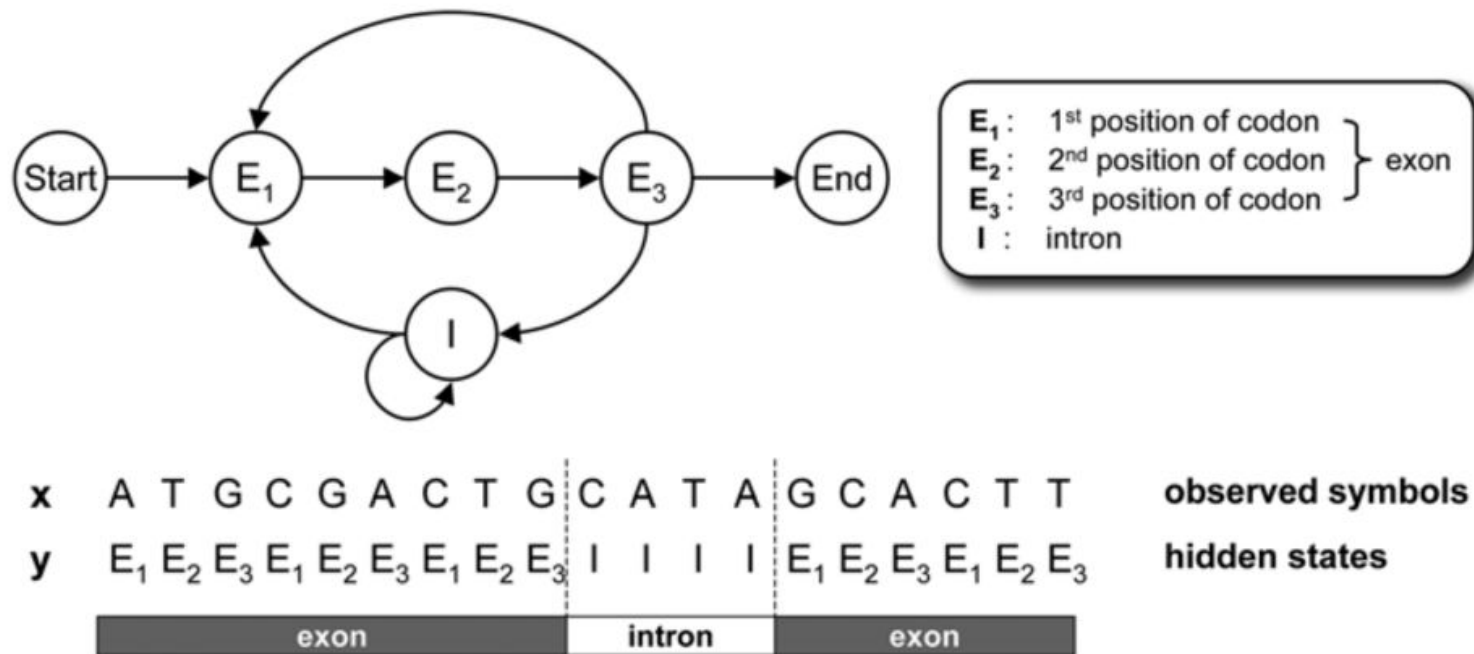 Start E₁ E₂ E₃ End
I
E₁ : 1st position of codon
E₂ : 2nd position of codon
E₃ : 3rd position of codon
exon
I : intron
x A T G C G A C T G C A T A G C A C T T observed symbols
y E₁ E₂ E₃ E₁ E₂ E₃ E₁ E₂ E₃ I I I I E₁ E₂ E₃ E₁ E₂ E₃ hidden states
exon intron exon